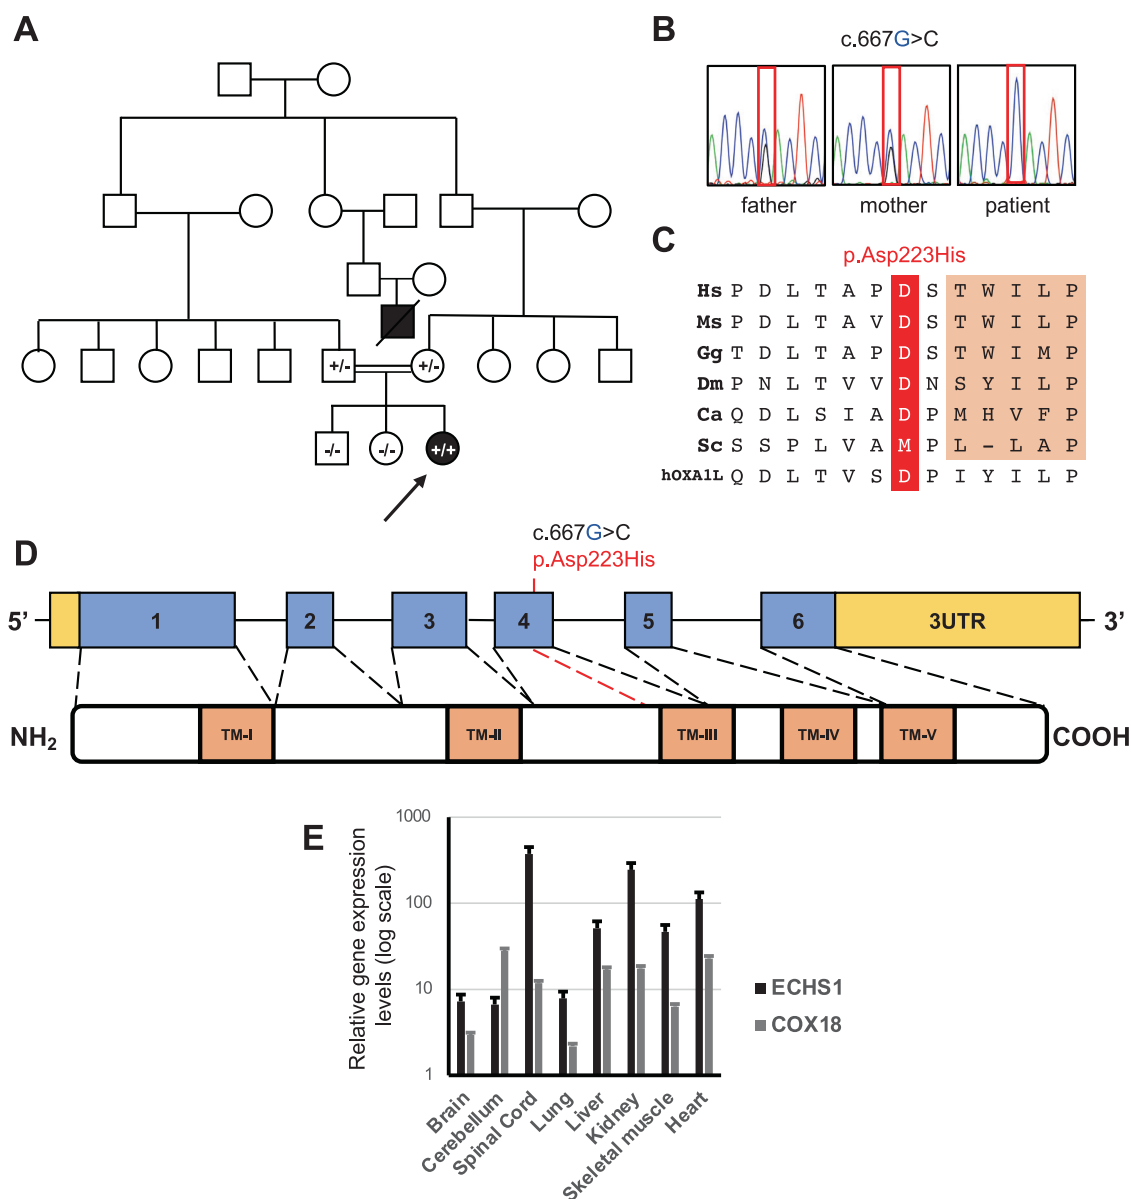 A
+/-
+/-
-/-
-/-
+/+
B
c.667G>C
father
mother
patient
C
p.Asp223His
Hs P D L T A P D S T W I L P
Ms P D L T A V D S T W I L P
Gg T D L T A P D S T W I M P
Dm P N L T V V D N S Y I L P
Ca Q D L S I A D P M H V F P
Sc S S P L V A M P L – L A P
hOXA1L Q D L T V S D P I Y I L P
D
c.667G>C
p.Asp223His
5’ 1 2 3 4 5 6 3UTR 3’
NH2 TM-I TM-II TM-III TM-IV TM-V COOH
E
Relative gene expression
levels (log scale)
1000
100
10
1
Brain
Cerebellum
Spinal Cord
Lung
Liver
Kidney
Skeletal muscle
Heart
ECHS1
COX18